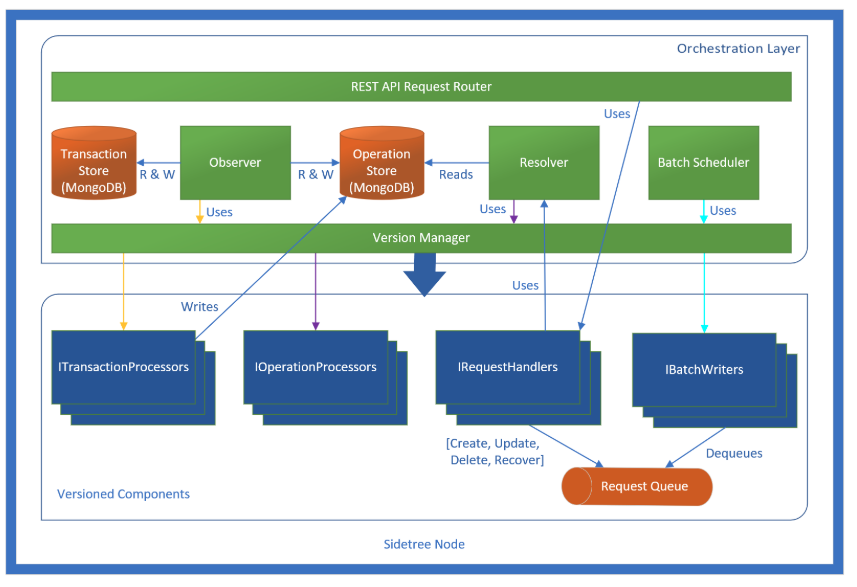 Orchestration Layer
REST API Request Router
Uses
Transaction
Store
(MongoDB)
R & W
Observer
R & W
Operation
Store
(MongoDB)
Reads
Resolver
Batch Scheduler
Uses
Uses
Uses
Version Manager
Writes
Uses
ITransactionProcessors
IOperationProcessors
IRequestHandlers
IBatchWriters
[Create, Update,
Delete, Recover]
Dequeues
Request Queue
Versioned Components
Sidetree Node